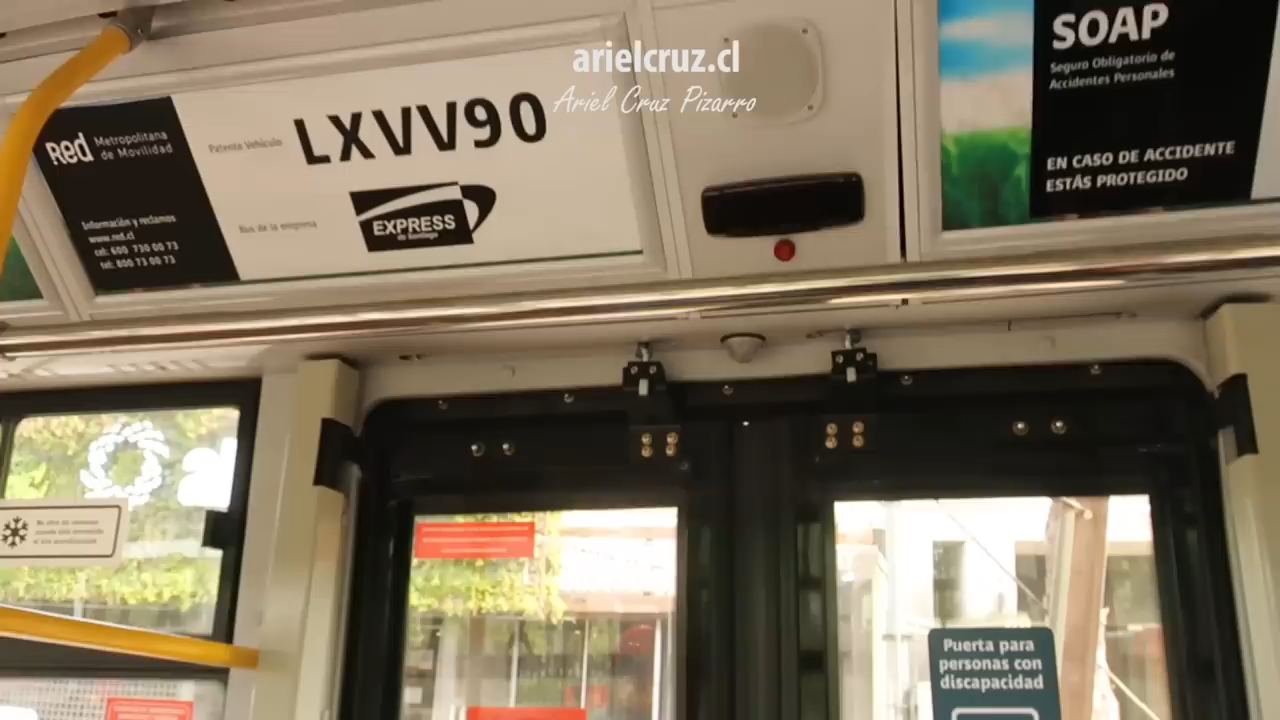 arielcruz.cl
Ariel Cruz Pizarro
Red Metropolitana
de Movilidad
Patente Vehículo
LXVV90
Información y reclamos
www.red.cl
cel: 600 730 00 73
tel: 800 73 00 73
Bus de la empresa
EXPRESS
de Santiago
SOAP
Seguro Obligatorio de
Accidentes Personales
EN CASO DE ACCIDENTE
ESTÁS PROTEGIDO
Puerta para
personas con
discapacidad